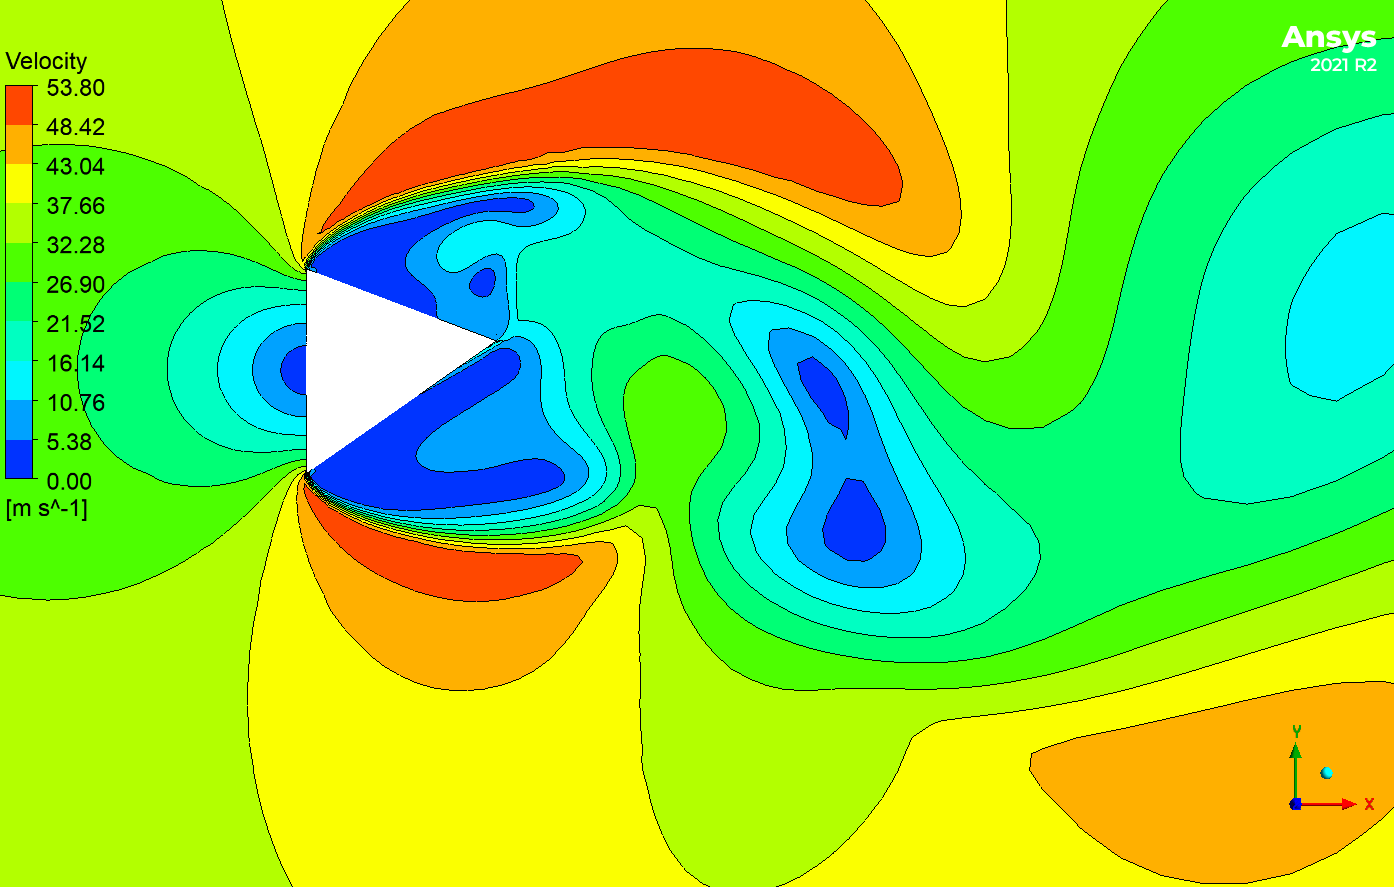 Velocity
53.80
48.42
43.04
37.66
32.28
26.90
21.52
16.14
10.76
5.38
0.00
[m s^-1]
Ansys
2021 R2
Y
X